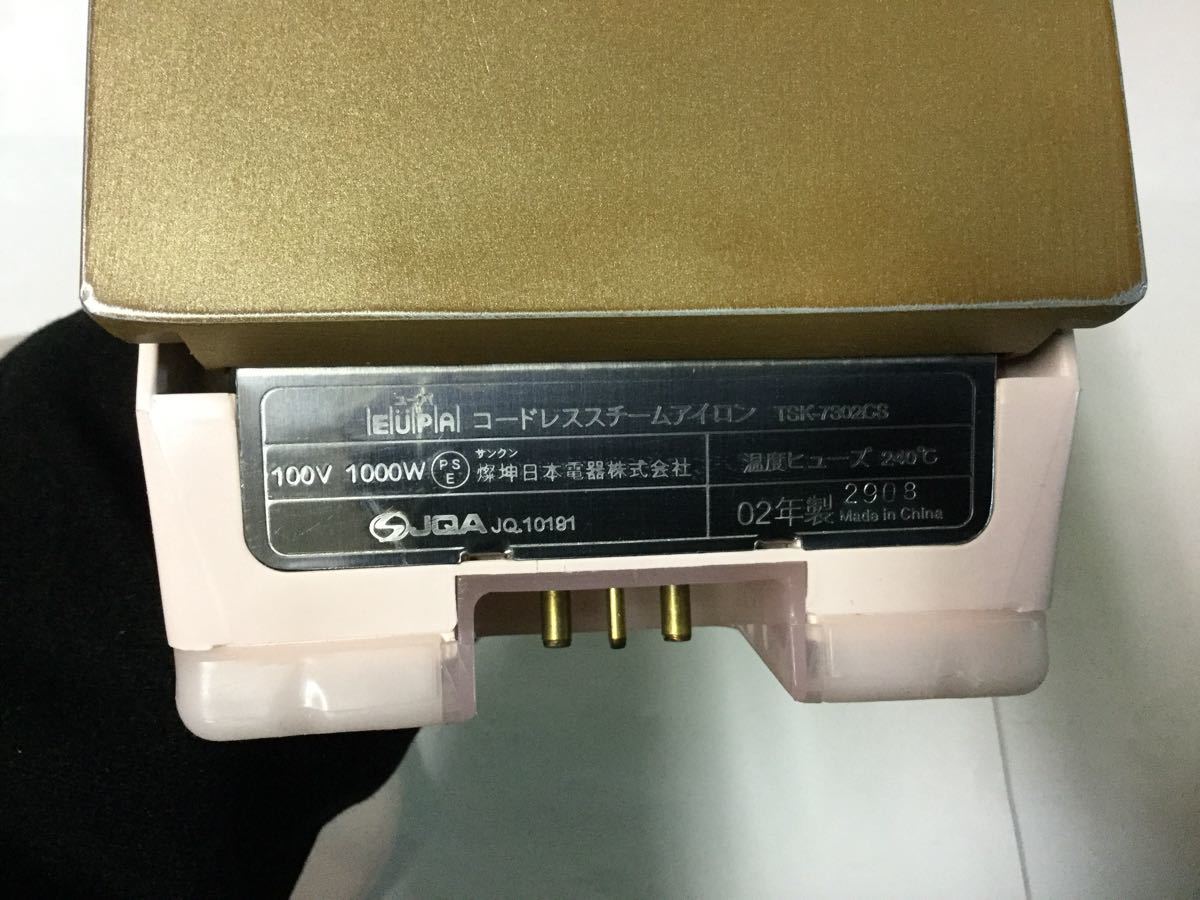 ユーパ
EUPA コードレススチームアイロン TSK-7302CS
サンクン
100V 1000W PSE 燦坤日本電器株式会社
温度ヒューズ 240℃
JQA JQ.10191
2908
02年製 Made in China